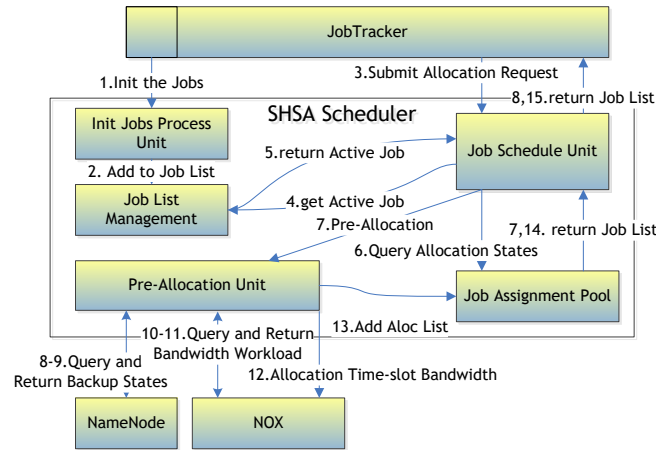 JobTracker
1.Init the Jobs
3.Submit Allocation Request
8,15.return Job List
SHSA Scheduler
Init Jobs Process
Unit
Job Schedule Unit
5.return Active Job
2. Add to Job List
Job List
Management
4.get Active Job
7.Pre-Allocation
7,14. return Job List
6.Query Allocation States
Pre-Allocation Unit
Job Assignment Pool
13.Add Aloc List
10-11.Query and Return
Bandwidth Workload
8-9.Query and
Return Backup States
12.Allocation Time-slot Bandwidth
NameNode
NOX